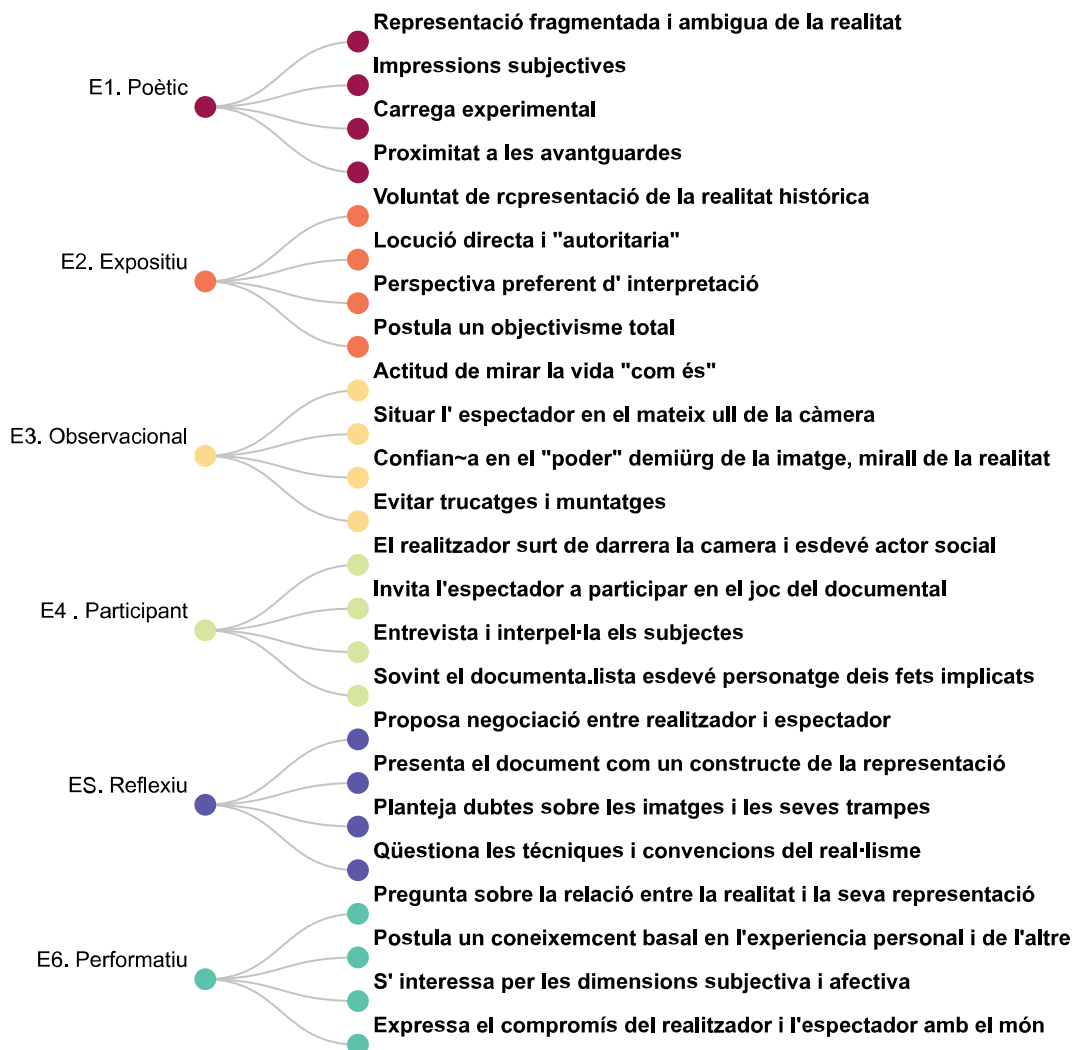 E1. Poètic
Representació fragmentada i ambigua de la realitat
Impressions subjectives
Carrega experimental
Proximitat a les avantguardes
E2. Expositiu
Voluntat de rcpresentació de la realitat histórica
Locució directa i "autoritaria"
Perspectiva preferent d' interpretació
Postula un objectivisme total
E3. Observacional
Actitud de mirar la vida "com és"
Situar l' espectador en el mateix ull de la càmera
Confian~a en el "poder" demiürg de la imatge, mirall de la realitat
Evitar trucatges i muntatges
E4 . Participant
El realitzador surt de darrera la camera i esdevé actor social
Invita l'espectador a participar en el joc del documental
Entrevista i interpel·la els subjectes
Sovint el documenta.lista esdevé personatge deis fets implicats
ES. Reflexiu
Proposa negociació entre realitzador i espectador
Presenta el document com un constructe de la representació
Planteja dubtes sobre les imatges i les seves trampes
Qüestiona les técniques i convencions del real·lisme
E6. Performatiu
Pregunta sobre la relació entre la realitat i la seva representació
Postula un coneixemcent basal en l'experiencia personal i de l'altre
S' interessa per les dimensions subjectiva i afectiva
Expressa el compromís del realitzador i l'espectador amb el món